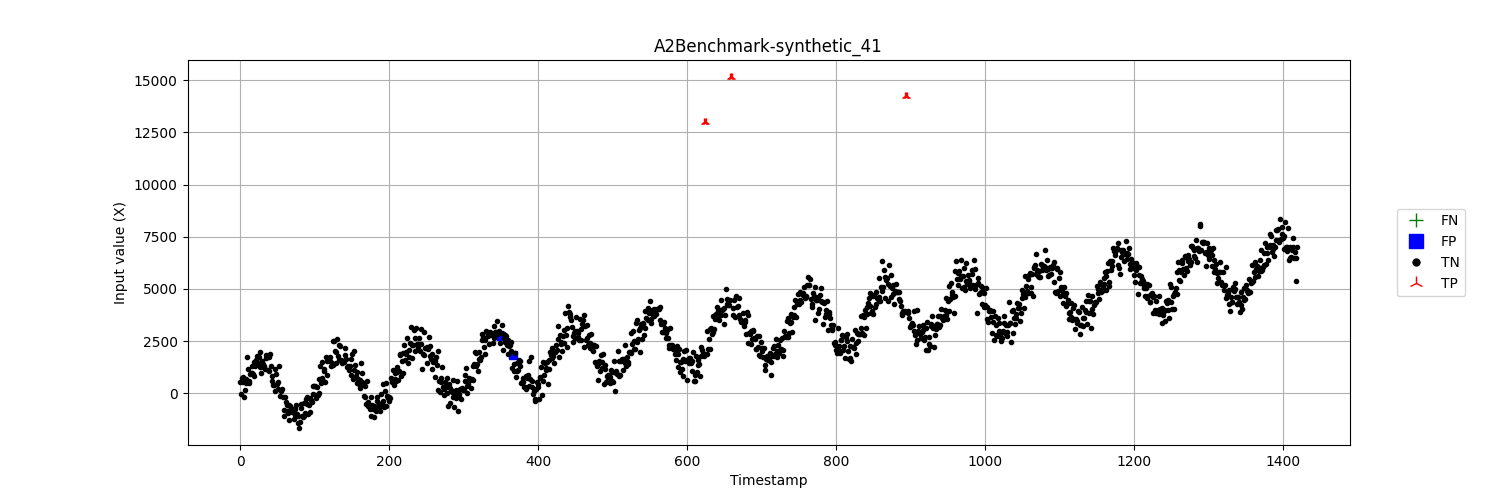 A2Benchmark-synthetic_41
15000
12500
10000
7500
5000
2500
0
Input value (X)
0 200 400 600 800 1000 1200 1400
Timestamp
FN
FP
TN
TP